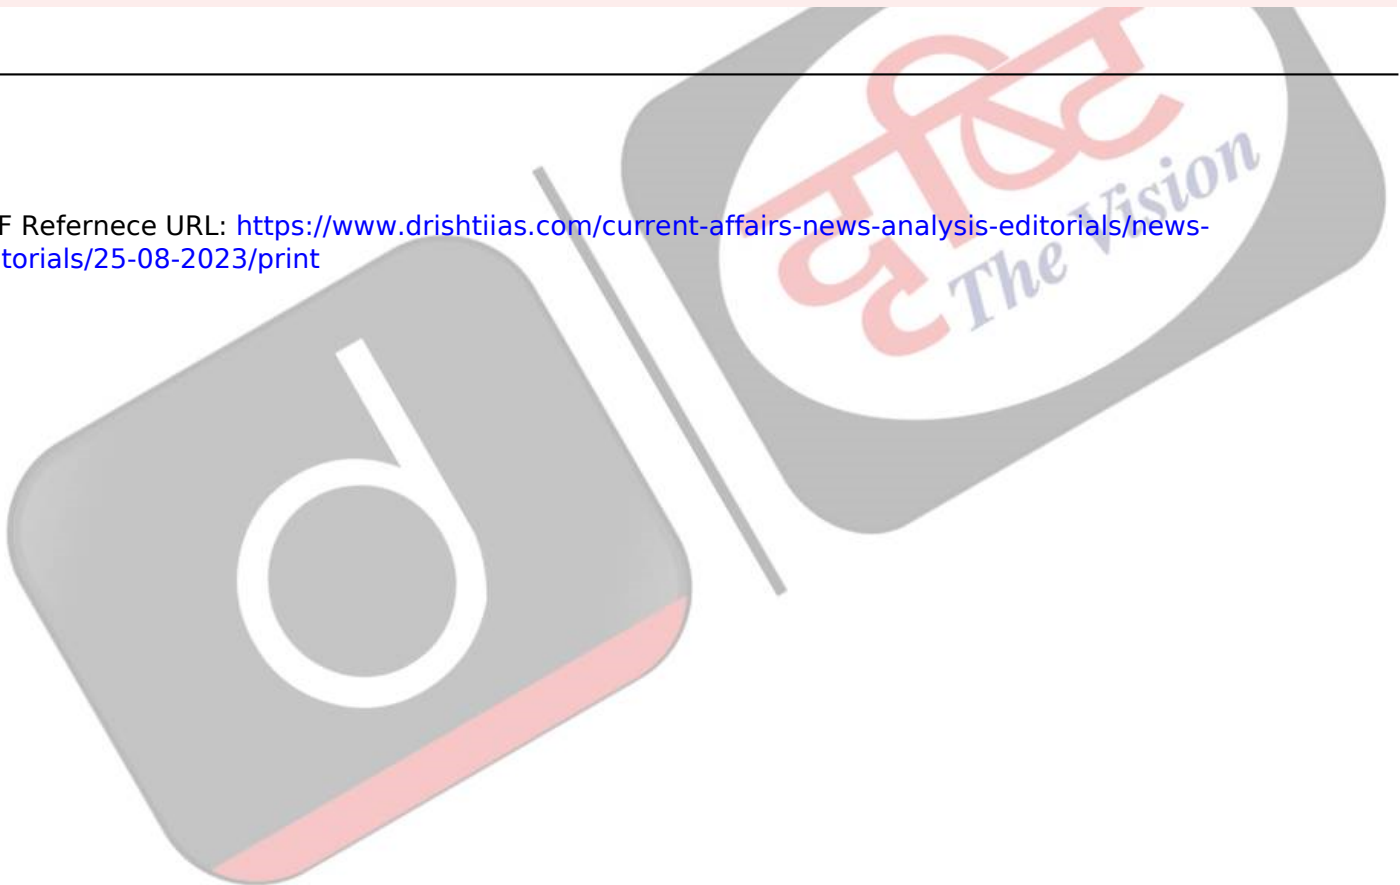 दृष्टि
The Vision
F Refernece URL: https://www.drishtiias.com/current-affairs-news-analysis-editorials/news-
torials/25-08-2023/print
d